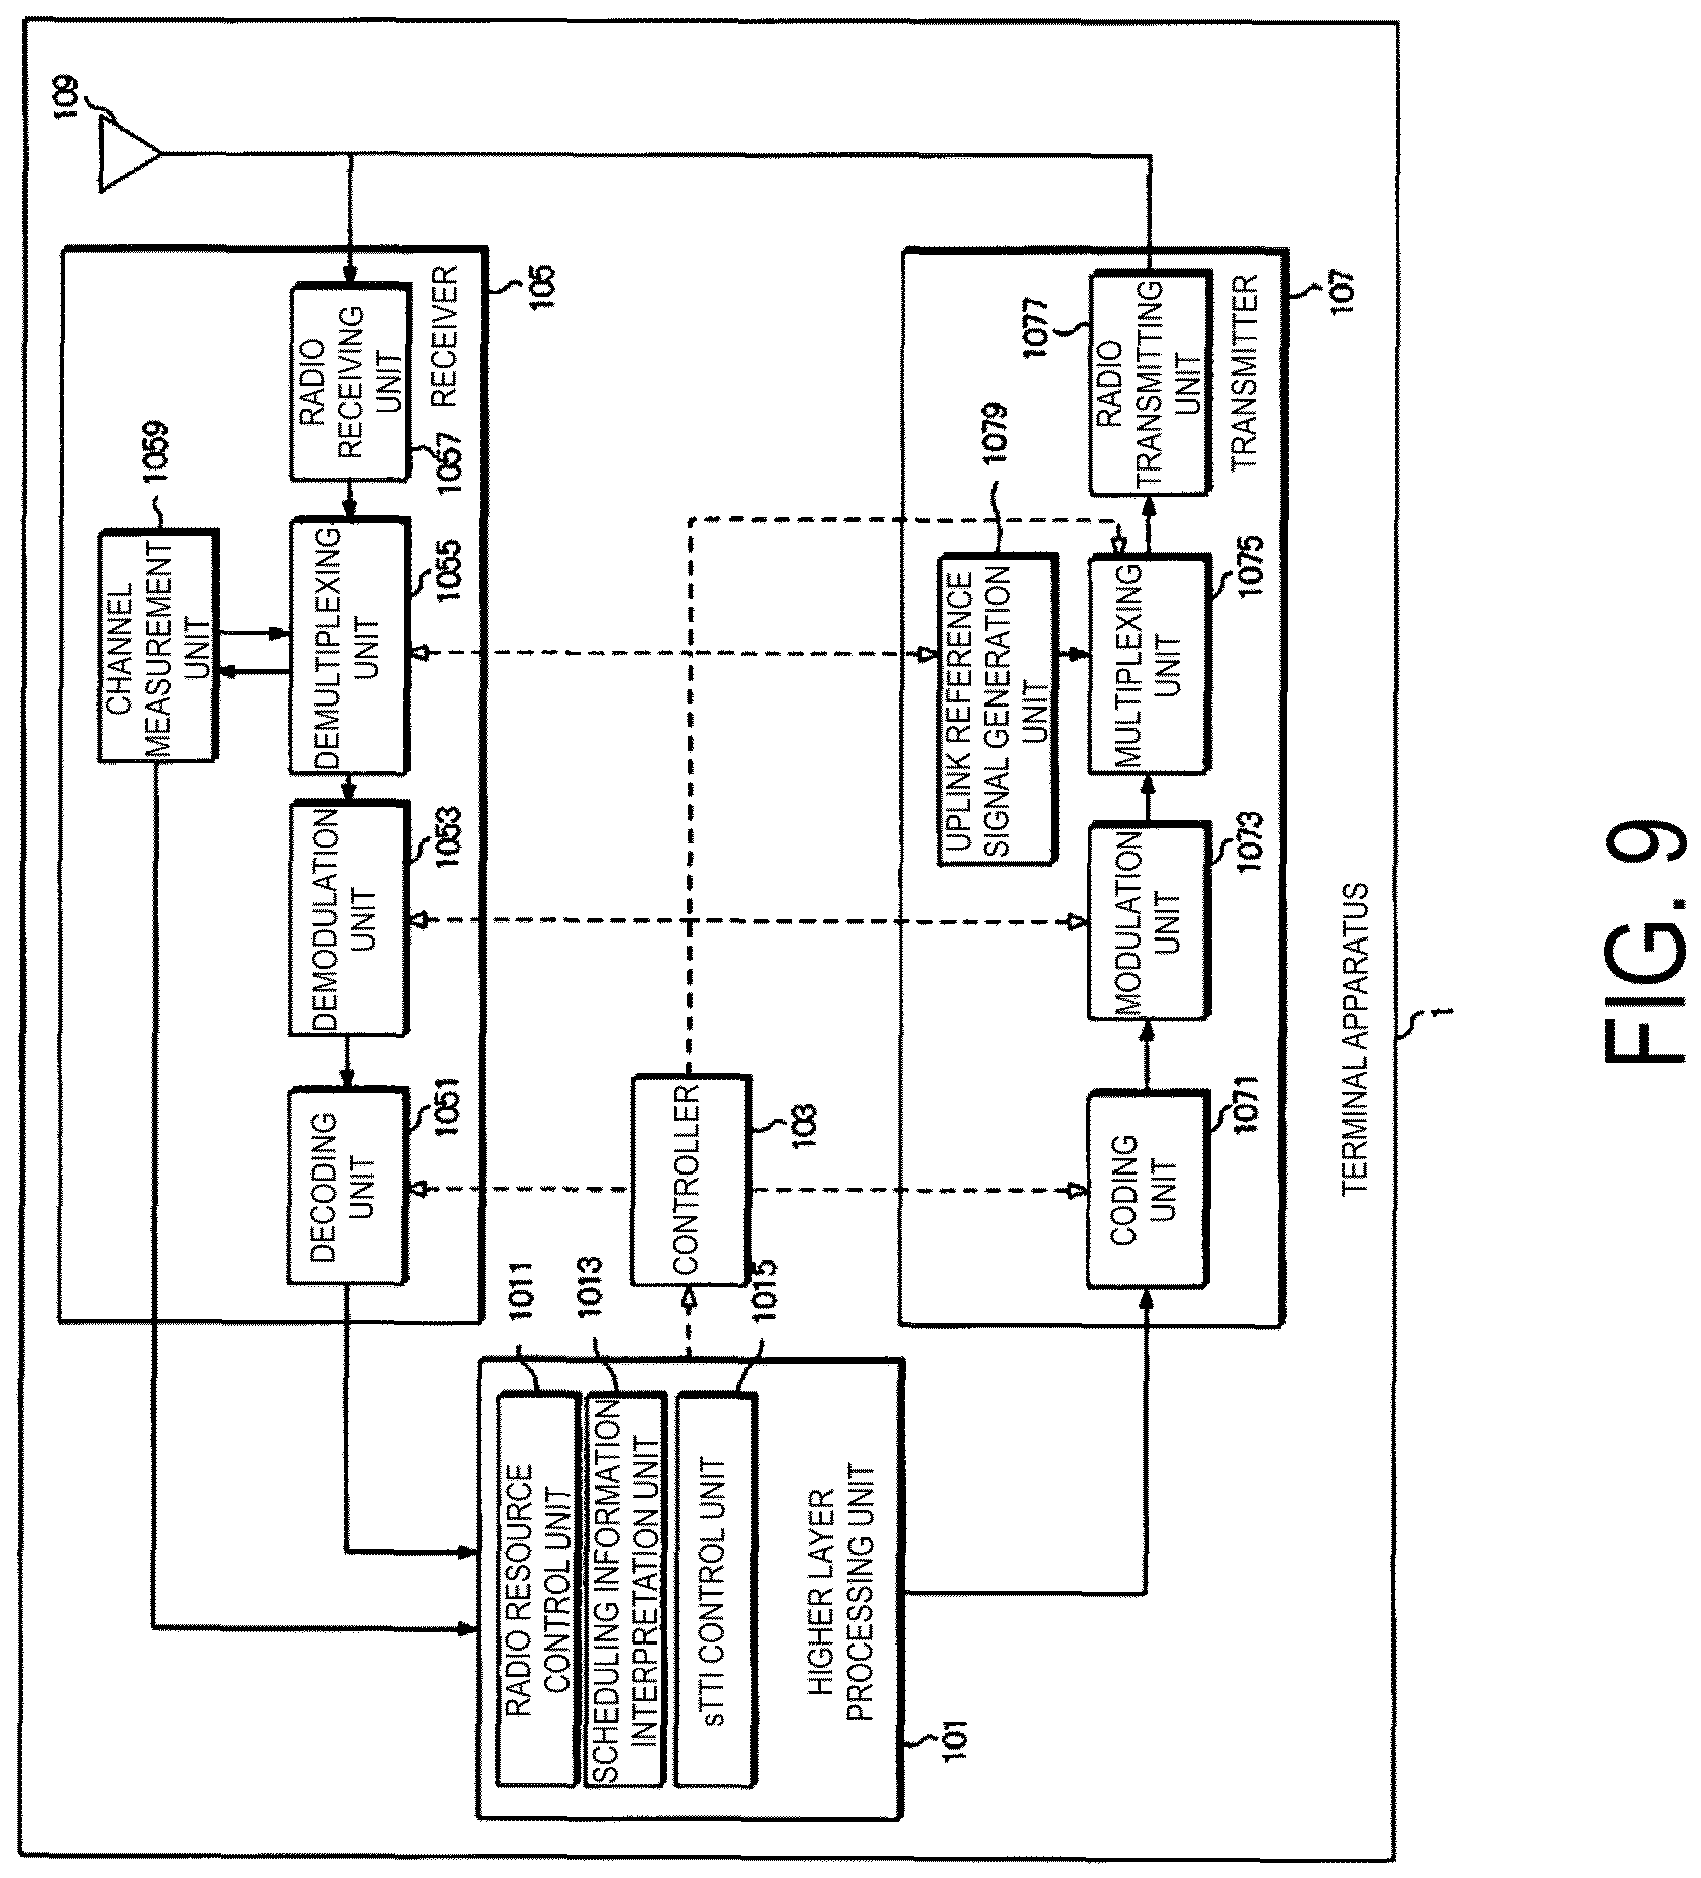 TERMINAL APPARATUS
1
HIGHER LAYER
PROCESSING UNIT
101
RADIO RESOURCE
CONTROL UNIT
1011
SCHEDULING INFORMATION
INTERPRETATION UNIT
1013
sTTI CONTROL UNIT
1015
CONTROLLER
103
RECEIVER
105
DECODING
UNIT
1051
DEMODULATION
UNIT
1053
DEMULTIPLEXING
UNIT
1055
RADIO
RECEIVING
UNIT
1057
CHANNEL
MEASUREMENT
UNIT
1059
109
TRANSMITTER
107
CODING
UNIT
1071
MODULATION
UNIT
1073
MULTIPLEXING
UNIT
1075
RADIO
TRANSMITTING
UNIT
1077
UPLINK REFERENCE
SIGNAL GENERATION
UNIT
1079
FIG. 9